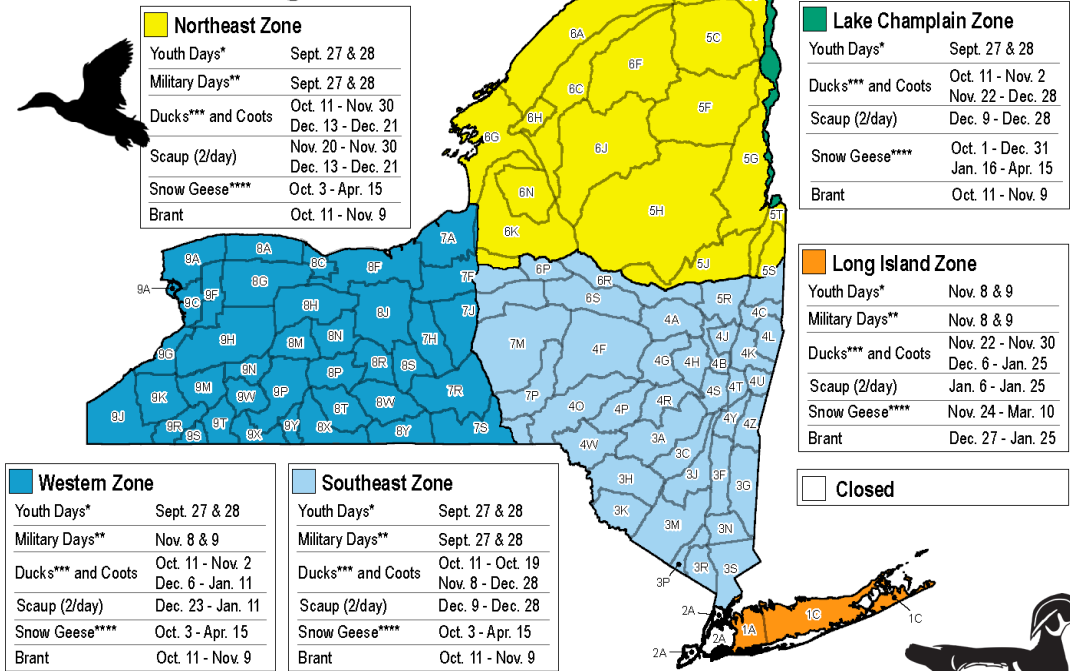 Northeast Zone
Youth Days* Sept. 27 & 28
Military Days** Sept. 27 & 28
Ducks*** and Coots Oct. 11 - Nov. 30
Dec. 13 - Dec. 21
Scaup (2/day) Nov. 20 - Nov. 30
Dec. 13 - Dec. 21
Snow Geese**** Oct. 3 - Apr. 15
Brant Oct. 11 - Nov. 9
Lake Champlain Zone
Youth Days* Sept. 27 & 28
Ducks*** and Coots Oct. 11 - Nov. 2
Nov. 22 - Dec. 28
Scaup (2/day) Dec. 9 - Dec. 28
Snow Geese**** Oct. 1 - Dec. 31
Jan. 16 - Apr. 15
Brant Oct. 11 - Nov. 9
Long Island Zone
Youth Days* Nov. 8 & 9
Military Days** Nov. 8 & 9
Ducks*** and Coots Nov. 22 - Nov. 30
Dec. 6 - Jan. 25
Scaup (2/day) Jan. 6 - Jan. 25
Snow Geese**** Nov. 24 - Mar. 10
Brant Dec. 27 - Jan. 25
Closed
Western Zone
Youth Days* Sept. 27 & 28
Military Days** Nov. 8 & 9
Ducks*** and Coots Oct. 11 - Nov. 2
Dec. 6 - Jan. 11
Scaup (2/day) Dec. 23 - Jan. 11
Snow Geese**** Oct. 3 - Apr. 15
Brant Oct. 11 - Nov. 9
Southeast Zone
Youth Days* Sept. 27 & 28
Military Days** Sept. 27 & 28
Ducks*** and Coots Oct. 11 - Oct. 19
Nov. 8 - Dec. 28
Scaup (2/day) Dec. 9 - Dec. 28
Snow Geese**** Oct. 3 - Apr. 15
Brant Oct. 11 - Nov. 9
6A
5C
6F
6C
5F
6H
6G
6J
5G
6N
5H
6K
5T
5J
5S
7A
8A
9A
8C
8F
9A
8G
7F
9F
9C
8H
8J
7J
9H
8M
8N
7H
9G
8R
8S
9N
8P
9M
9K
9W
9P
7R
8W
8T
9J
9R
9T
9Y
8X
7S
9S
9X
8Y
6P
6R
6S
5R
4C
4A
4J
4L
7M
4F
4K
4G
4H
4B
4U
4T
7P
4S
4R
4O
4P
4Y
4Z
3A
4W
3C
3J
3F
3H
3G
3K
3M
3N
3R
3S
3P
2A
2A
2A
1A
1C
1C